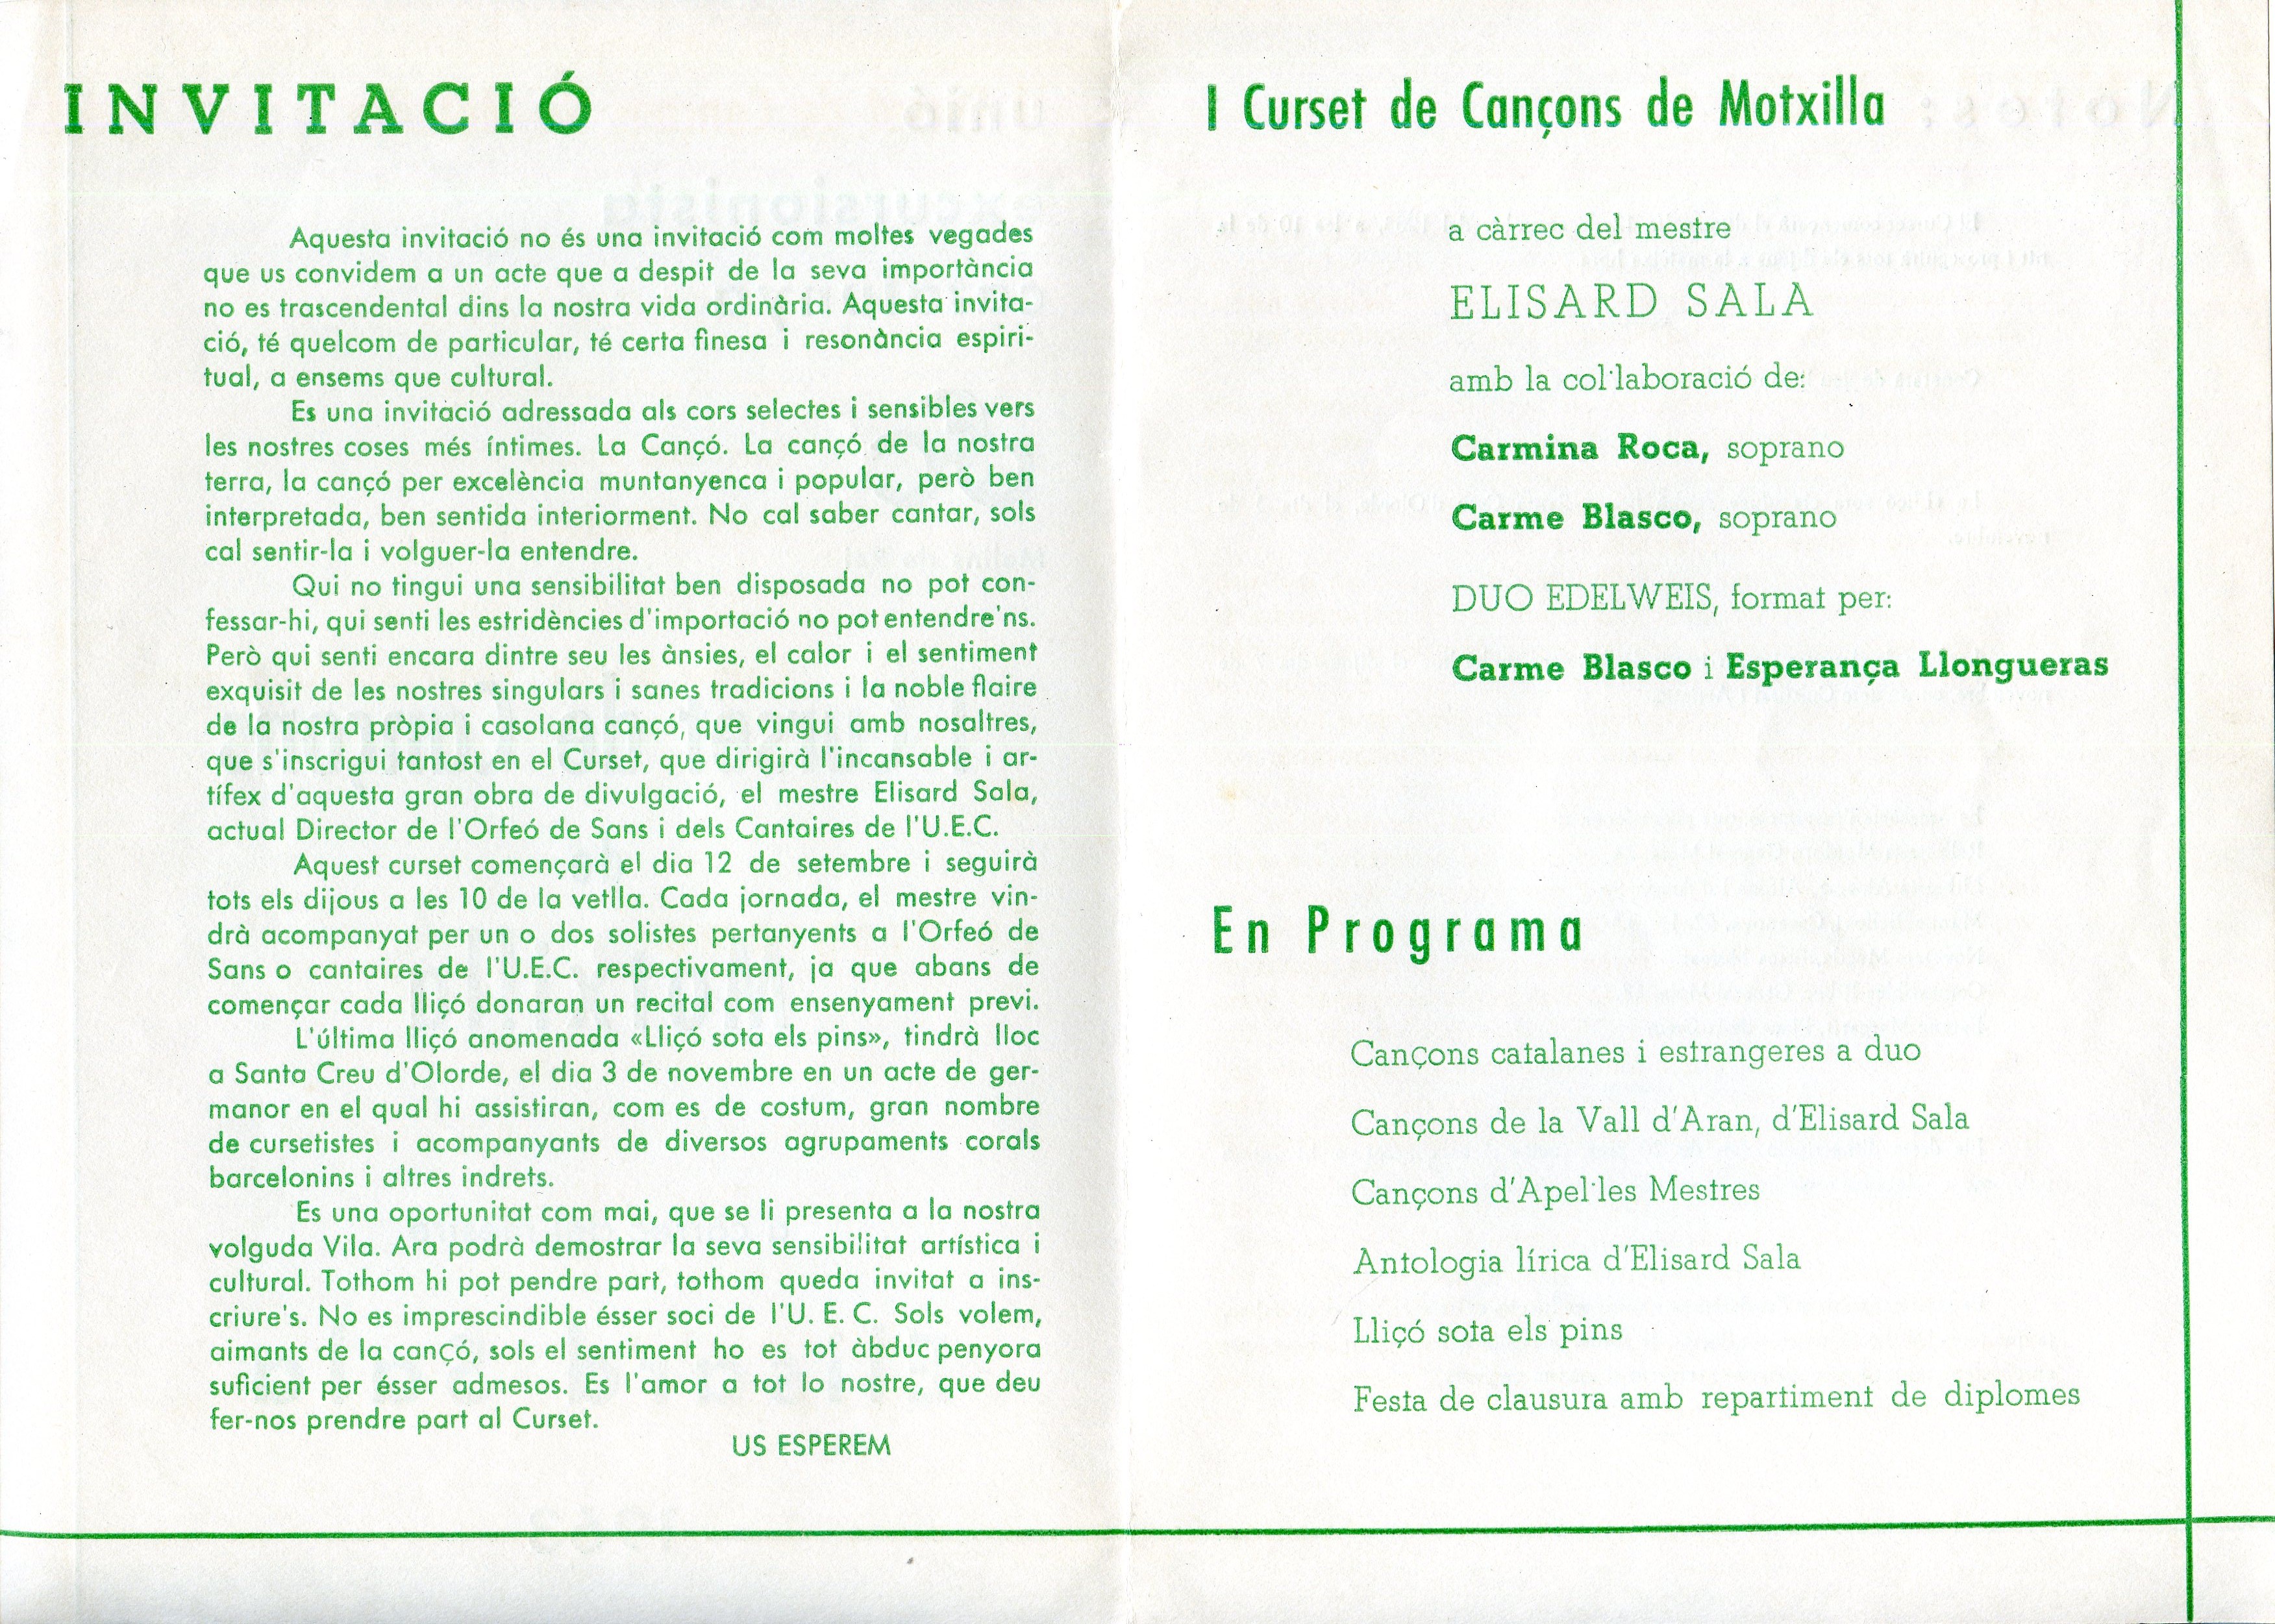 INVITACIÓ
Aquesta invitació no és una invitació com moltes vegades
que us convidem a un acte que a despit de la seva importància
no es trascendental dins la nostra vida ordinària. Aquesta invita-
ció, té quelcom de particular, té certa finesa i resonància espiri-
tual, a ensems que cultural.
Es una invitació adressada als cors selectes i sensibles vers
les nostres coses més íntimes. La Cançó. La cançó de la nostra
terra, la cançó per excelència muntanyenca i popular, però ben
interpretada, ben sentida interiorment. No cal saber cantar, sols
cal sentir-la i volguer-la entendre.
Qui no tingui una sensibilitat ben disposada no pot con-
fessar-hi, qui senti les estridències d'importació no pot entendre'ns.
Però qui senti encara dintre seu les ànsies, el calor i el sentiment
exquisit de les nostres singulars i sanes tradicions i la noble flaire
de la nostra pròpia i casolana cançó, que vingui amb nosaltres,
que s'inscrigui tantost en el Curset, que dirigirà l'incansable i ar-
tífex d'aquesta gran obra de divulgació, el mestre Elisard Sala,
actual Director de l'Orfeó de Sans i dels Cantaires de l'U.E.C.
Aquest curset començarà el dia 12 de setembre i seguirà
tots els dijous a les 10 de la vetlla. Cada jornada, el mestre vin-
drà acompanyat per un o dos solistes pertanyents a l'Orfeó de
Sans o cantaires de l'U.E.C. respectivament, ja que abans de
començar cada lliçó donaran un recital com ensenyament previ.
L'última lliçó anomenada «Lliçó sota els pins», tindrà lloc
a Santa Creu d'Olorde, el dia 3 de novembre en un acte de ger-
manor en el qual hi assistiran, com es de costum, gran nombre
de cursetistes i acompanyants de diversos agrupaments corals
barcelonins i altres indrets.
Es una oportunitat com mai, que se li presenta a la nostra
volguda Vila. Ara podrà demostrar la seva sensibilitat artística i
cultural. Tothom hi pot pendre part, tothom queda invitat a ins-
criure's. No es imprescindible ésser soci de l'U. E. C. Sols volem,
aimants de la cançó, sols el sentiment ho es tot àbduc penyora
suficient per ésser admesos. Es l'amor a tot lo nostre, que deu
fer-nos prendre part al Curset.
US ESPEREM
I Curset de Cançons de Motxilla
a càrrec del mestre
ELISARD SALA
amb la col·laboració de:
Carmina Roca, soprano
Carme Blasco, soprano
DUO EDELWEIS, format per:
Carme Blasco i Esperança Llongueras
En Programa
Cançons catalanes i estrangeres a duo
Cançons de la Vall d'Aran, d'Elisard Sala
Cançons d'Apel·les Mestres
Antologia lírica d'Elisard Sala
Lliçó sota els pins
Festa de clausura amb repartiment de diplomes